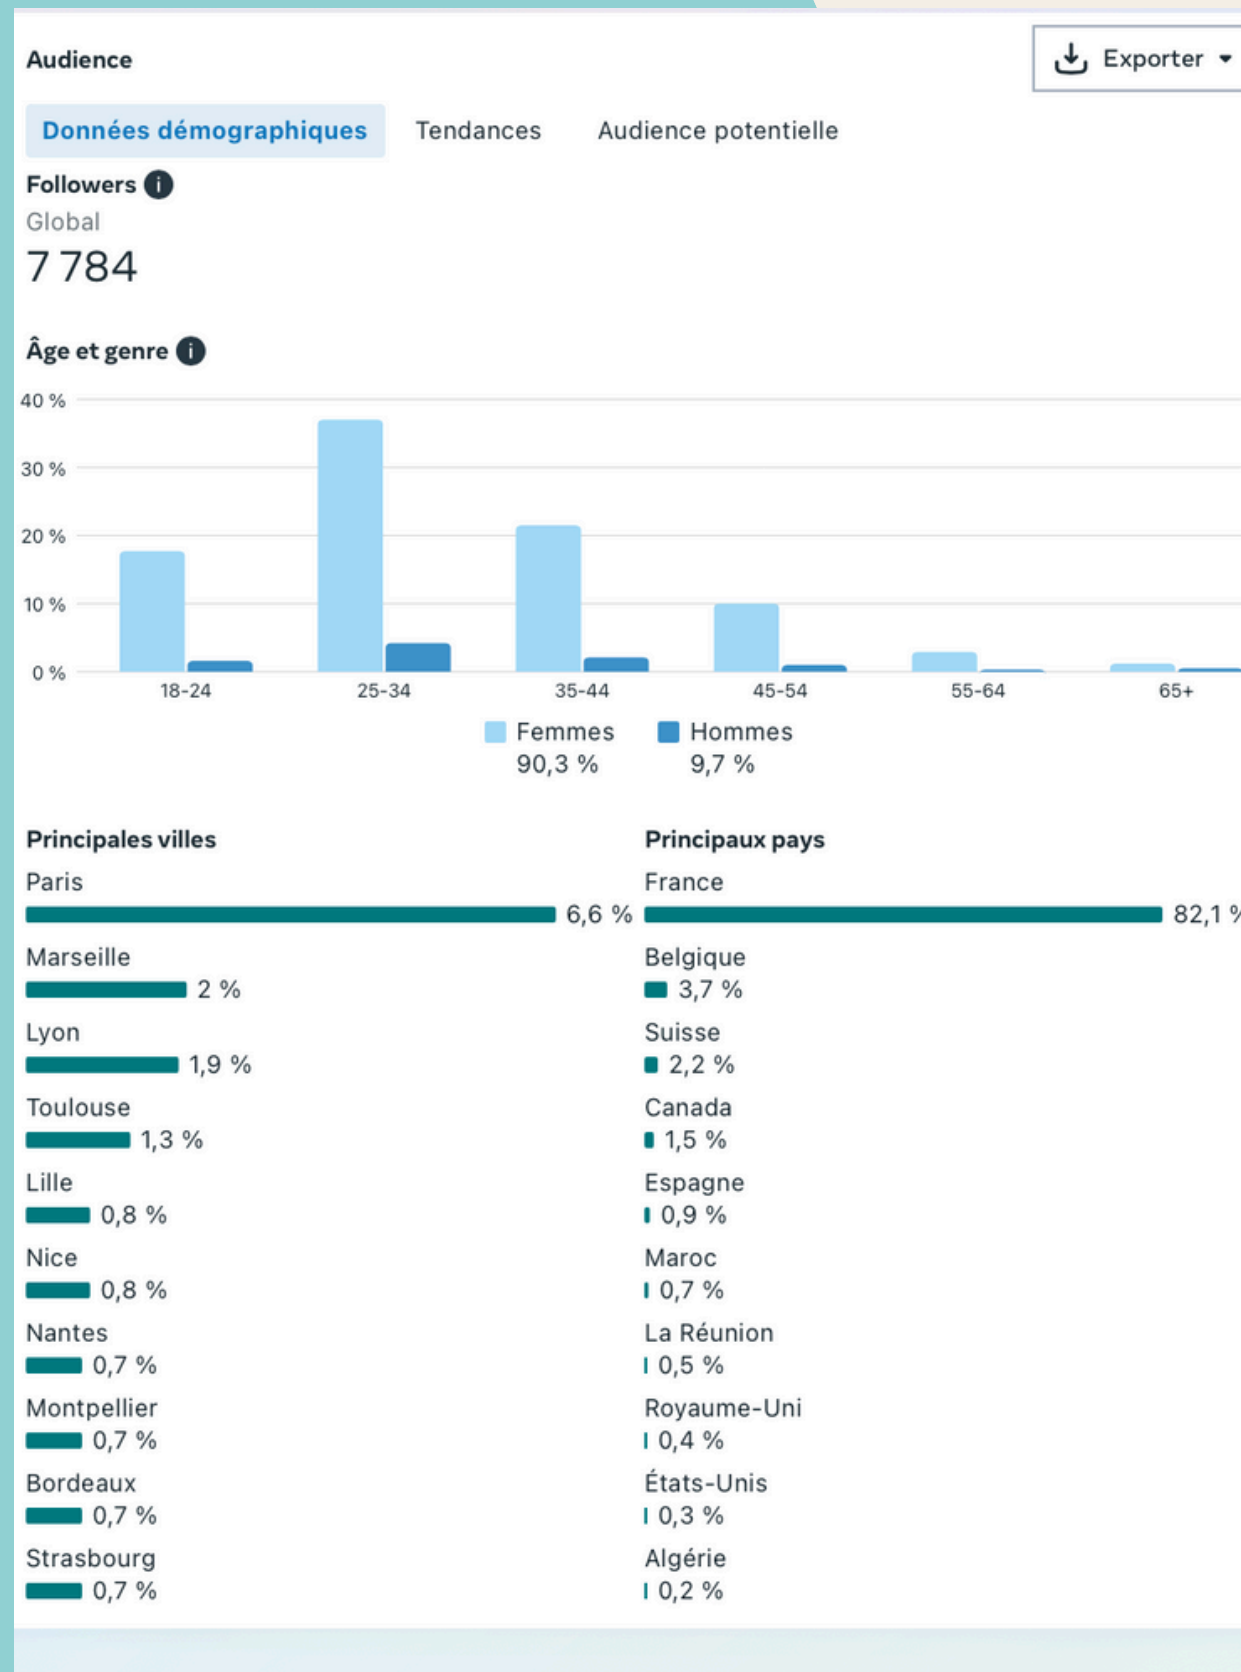 Audience
Exporter
Données démographiques Tendances Audience potentielle
Followers
Global
7 784
Âge et genre
40 %
30 %
20 %
10 %
0 %
18-24 25-34 35-44 45-54 55-64 65+
Femmes Hommes
90,3 % 9,7 %
Principales villes
Paris
6,6 %
Marseille
2 %
Lyon
1,9 %
Toulouse
1,3 %
Lille
0,8 %
Nice
0,8 %
Nantes
0,7 %
Montpellier
0,7 %
Bordeaux
0,7 %
Strasbourg
0,7 %
Principaux pays
France
82,1 %
Belgique
3,7 %
Suisse
2,2 %
Canada
1,5 %
Espagne
0,9 %
Maroc
0,7 %
La Réunion
0,5 %
Royaume-Uni
0,4 %
États-Unis
0,3 %
Algérie
0,2 %